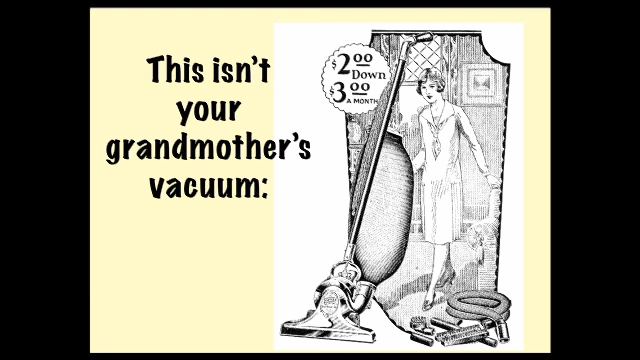 This isn't
your
grandmother's
vacuum:
$2.00
Down
$3.00
A MONTH